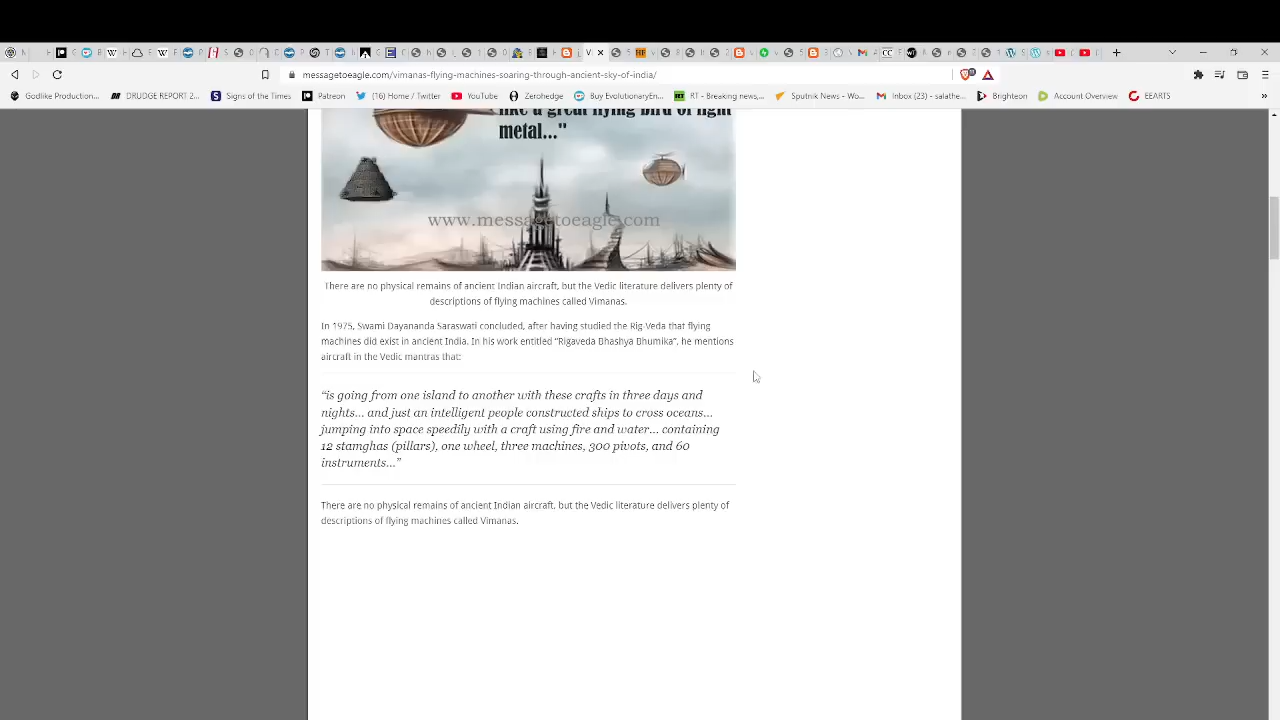 messagetoeagle.com/vimanas-flying-machines-soaring-through-ancient-sky-of-india/
Godlike Production... DRUDGE REPORT 2... Signs of the Times Patreon (16) Home / Twitter YouTube Zerohedge Buy EvolutionaryEn... RT - Breaking news,... Sputnik News - Wo... Inbox (23) - salathe... Brighteon Account Overview EEARTS »
like a great flying bird of light
metal..."
www.messagetoeagle.com
There are no physical remains of ancient Indian aircraft, but the Vedic literature delivers plenty of
descriptions of flying machines called Vimanas.
In 1975, Swami Dayananda Saraswati concluded, after having studied the Rig-Veda that flying
machines did exist in ancient India. In his work entitled “Rigaveda Bhashya Bhumika”, he mentions
aircraft in the Vedic mantras that:
“is going from one island to another with these crafts in three days and
nights… and just an intelligent people constructed ships to cross oceans…
jumping into space speedily with a craft using fire and water… containing
12 stamghas (pillars), one wheel, three machines, 300 pivots, and 60
instruments…”
There are no physical remains of ancient Indian aircraft, but the Vedic literature delivers plenty of
descriptions of flying machines called Vimanas.